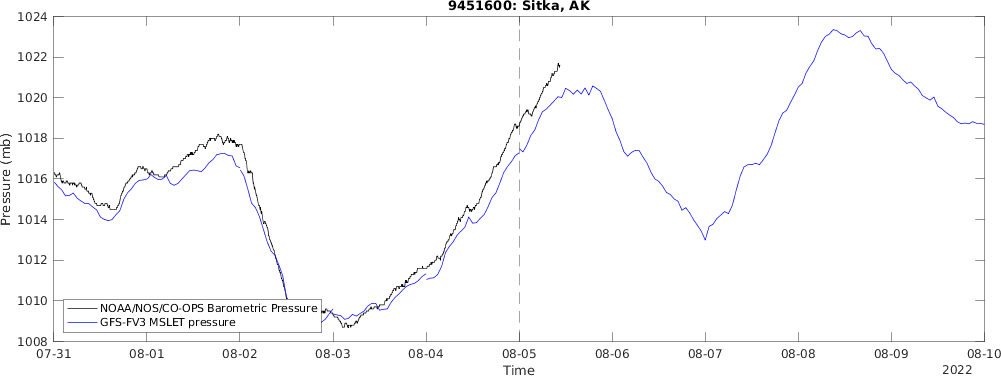 9451600: Sitka, AK
1024
1022
1020
1018
1016
1014
1012
1010
1008
Pressure (mb)
NOAA/NOS/CO-OPS Barometric Pressure
GFS-FV3 MSLET pressure
07-31 08-01 08-02 08-03 08-04 08-05 08-06 08-07 08-08 08-09 08-10
Time 2022